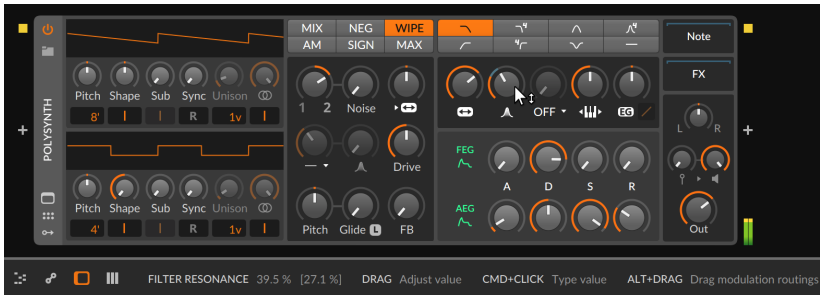 MIX NEG WIPE
AM SIGN MAX
Note
FX
POLYSYNTH
Pitch Shape Sub Sync Unison
8' R 1v
1 2 Noise
OFF
EG
L R
Drive
FEG
A D S R
AEG
Pitch Shape Sub Sync Unison
4' R 1v
Pitch Glide L FB
Out
FILTER RESONANCE 39.5 % [27.1 %] DRAG Adjust value CMD+CLICK Type value ALT+DRAG Drag modulation routings